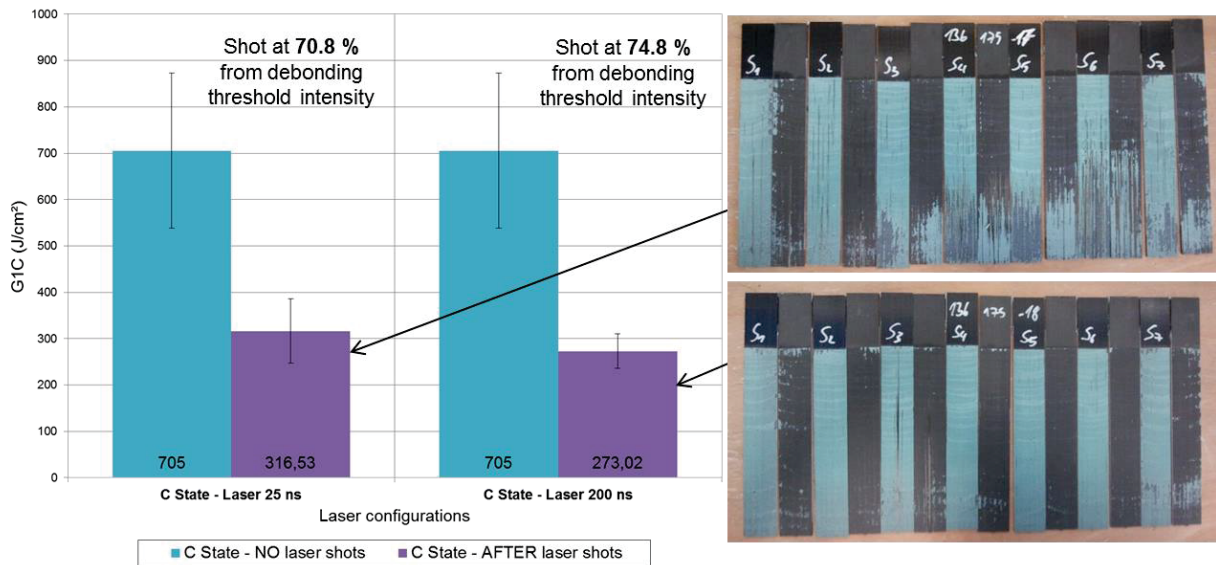 1000
900
800
700
600
500
400
300
200
100
0
G1C (J/cm²)
Shot at 70.8 %
from debonding
threshold intensity
Shot at 74.8 %
from debonding
threshold intensity
705
316,53
705
273,02
C State - Laser 25 ns
C State - Laser 200 ns
Laser configurations
C State - NO laser shots
C State - AFTER laser shots
136 175 -17
S1 S2 S3 S4 S5 S6 S7
136 175 -18
S1 S2 S3 S4 S5 S6 S7